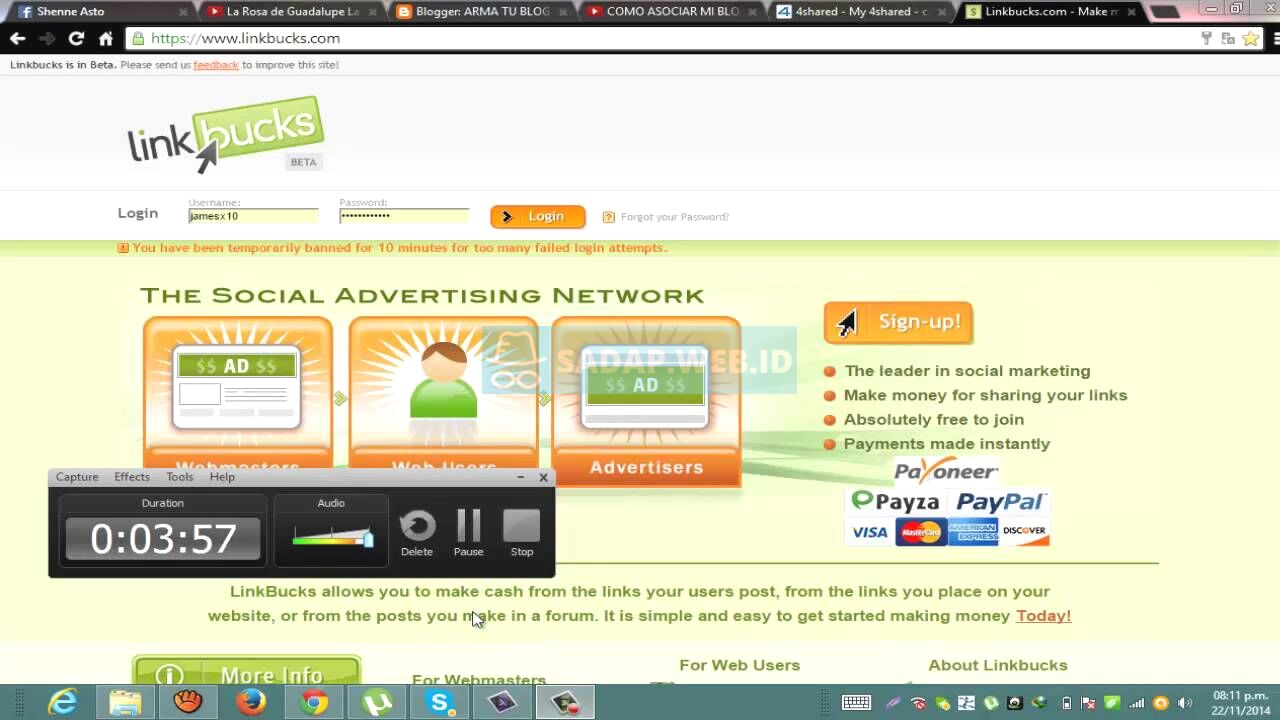 Shenne Asto
La Rosa de Guadalupe La
Blogger: ARMA TU BLOG
COMO ASOCIAR MI BLO
4shared - My 4shared - c
Linkbucks.com - Make m
https://www.linkbucks.com
Linkbucks is in Beta. Please send us feedback to improve this site!
linkbucks
BETA
Login
Username:
jamesx10
Password:
••••••••••••
Login
Forgot your Password?
You have been temporarily banned for 10 minutes for too many failed login attempts.
THE SOCIAL ADVERTISING NETWORK
$$ AD $$
$$ AD $$
SADAP.WEB.ID
Webmasters
Web Users
Advertisers
Sign-up!
The leader in social marketing
Make money for sharing your links
Absolutely free to join
Payments made instantly
Payoneer
Payza
PayPal
VISA
MasterCard
AMERICAN EXPRESS
DISCOVER
Capture Effects Tools Help
Duration
0:03:57
Audio
Delete
Pause
Stop
LinkBucks allows you to make cash from the links your users post, from the links you place on your
website, or from the posts you make in a forum. It is simple and easy to get started making money Today!
More Info
For Webmasters
For Web Users
About Linkbucks
08:11 p.m.
22/11/2014